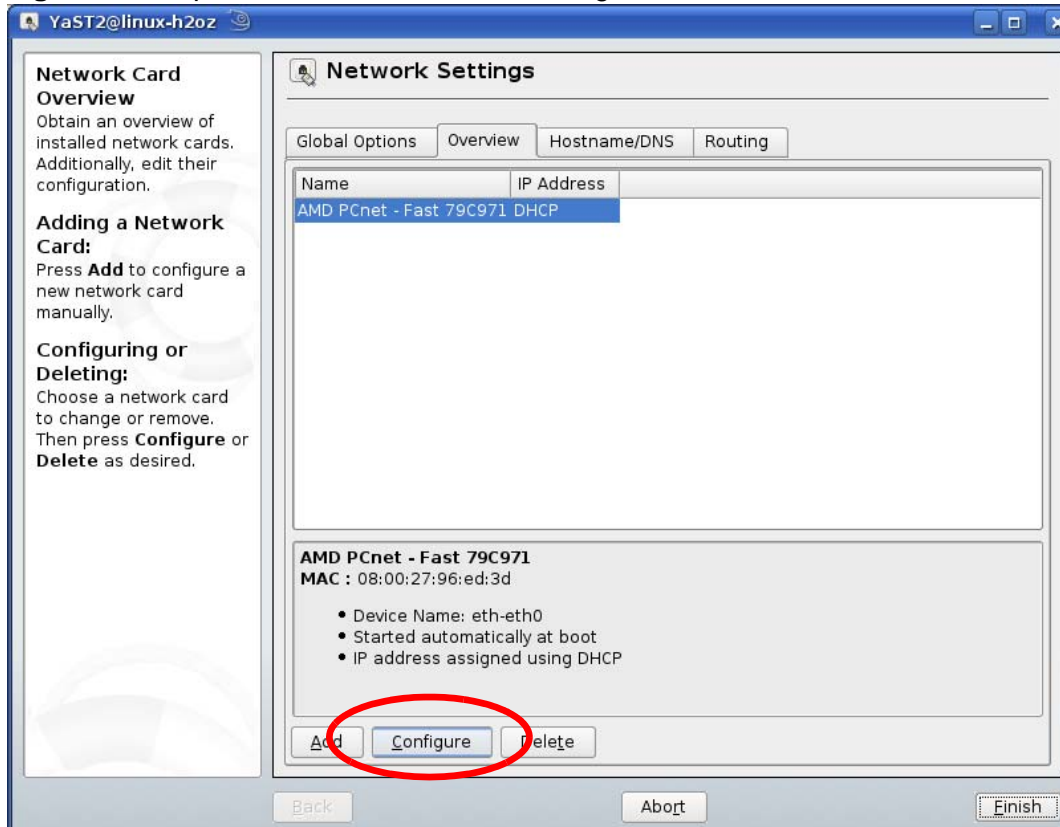 YaST2@linux-h2oz
Network Card
Overview
Obtain an overview of
installed network cards.
Additionally, edit their
configuration.
Adding a Network
Card:
Press Add to configure a
new network card
manually.
Configuring or
Deleting:
Choose a network card
to change or remove.
Then press Configure or
Delete as desired.
Network Settings
Global Options Overview Hostname/DNS Routing
Name IP Address
AMD PCnet - Fast 79C971 DHCP
AMD PCnet - Fast 79C971
MAC : 08:00:27:96:ed:3d
• Device Name: eth-eth0
• Started automatically at boot
• IP address assigned using DHCP
Add Configure Delete
Back Abort Finish